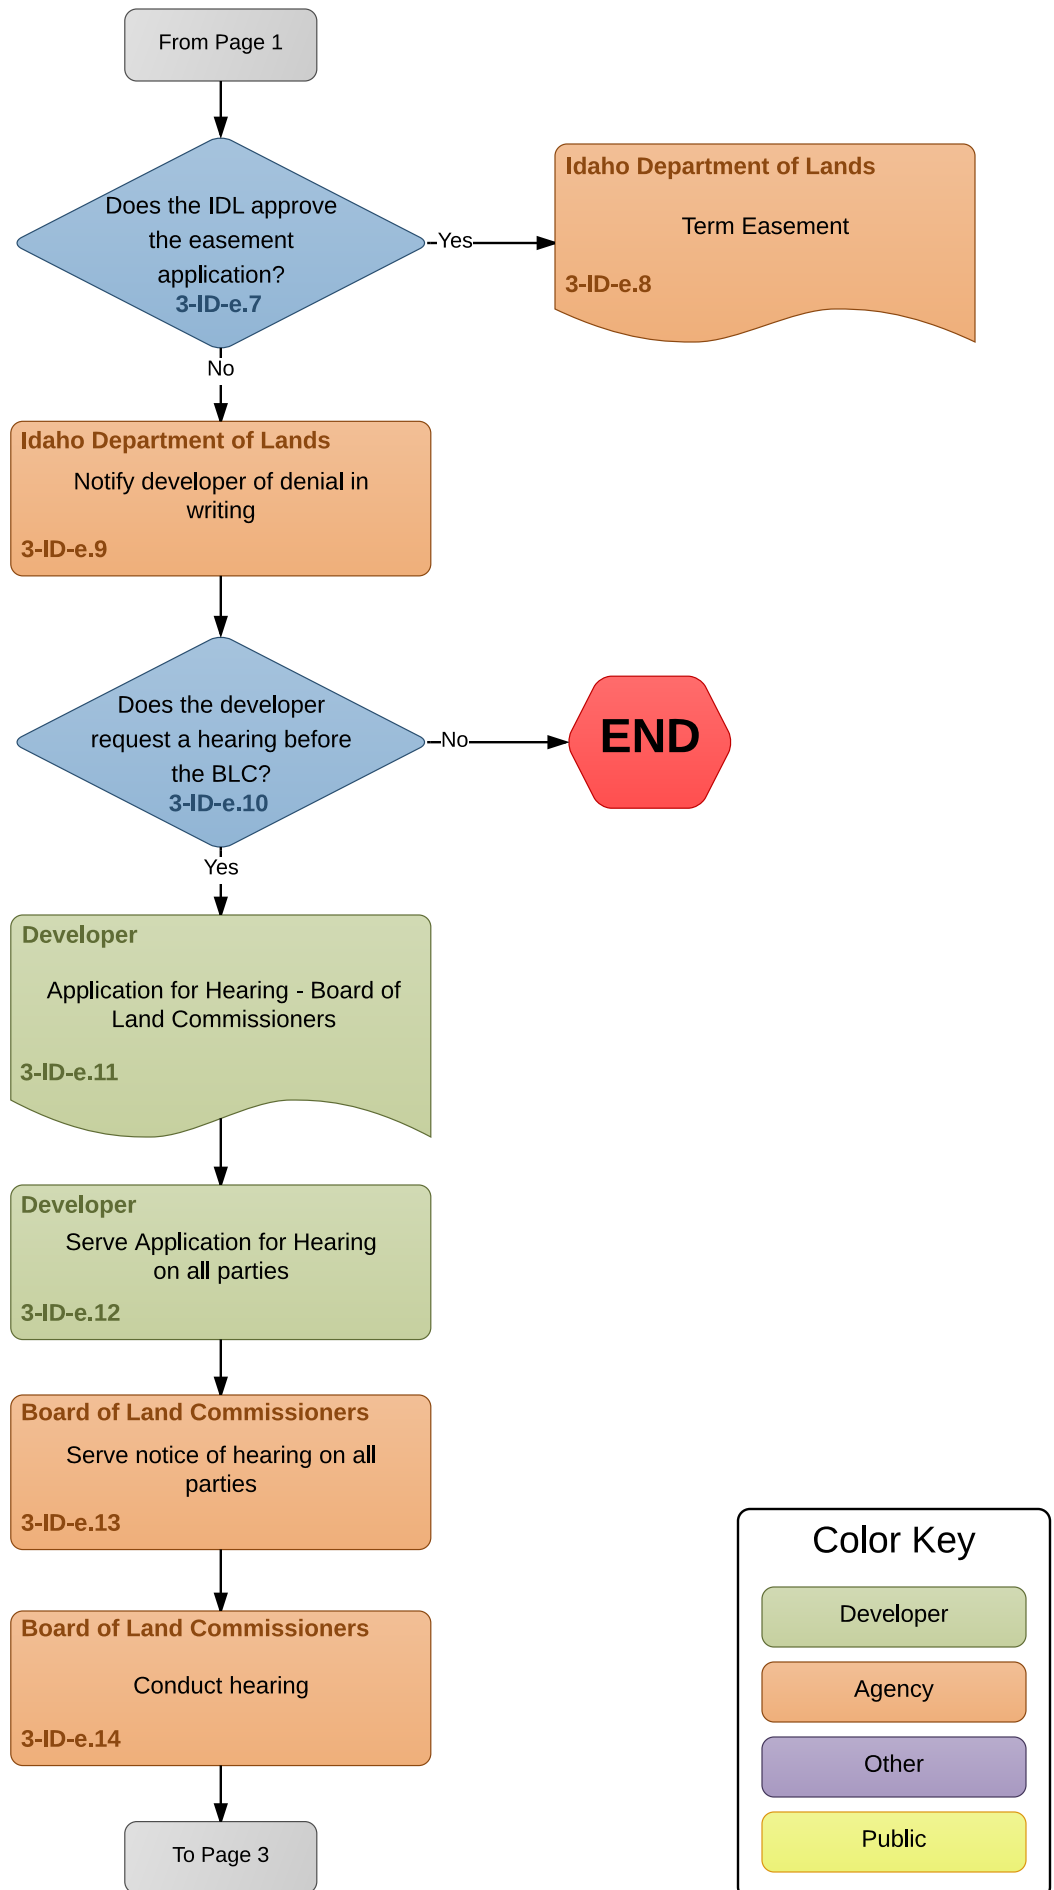 From Page 1
Does the IDL approve
the easement
application?
3-ID-e.7
Yes
Idaho Department of Lands
Term Easement
3-ID-e.8
No
Idaho Department of Lands
Notify developer of denial in
writing
3-ID-e.9
Does the developer
request a hearing before
the BLC?
3-ID-e.10
No
END
Yes
Developer
Application for Hearing - Board of
Land Commissioners
3-ID-e.11
Developer
Serve Application for Hearing
on all parties
3-ID-e.12
Board of Land Commissioners
Serve notice of hearing on all
parties
3-ID-e.13
Board of Land Commissioners
Conduct hearing
3-ID-e.14
To Page 3
Color Key
Developer
Agency
Other
Public